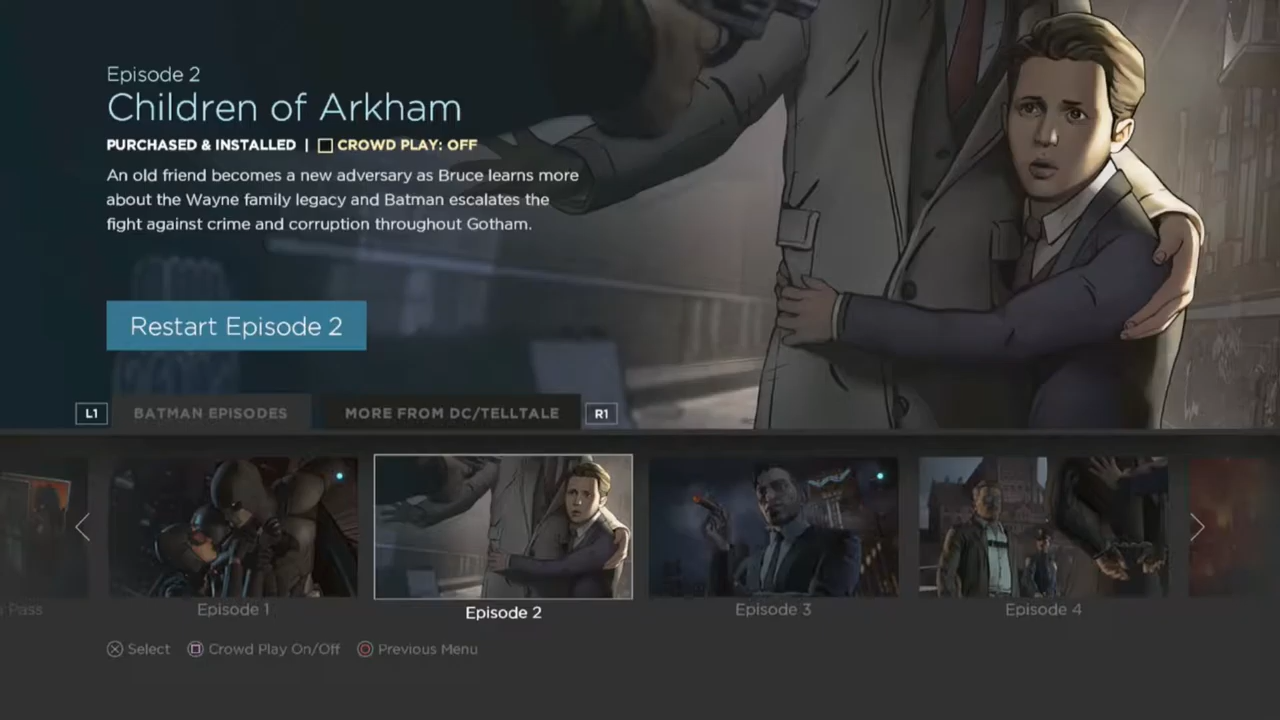 Episode 2
Children of Arkham
PURCHASED & INSTALLED | CROWD PLAY: OFF
An old friend becomes a new adversary as Bruce learns more
about the Wayne family legacy and Batman escalates the
fight against crime and corruption throughout Gotham.
Restart Episode 2
L1 BATMAN EPISODES MORE FROM DC/TELLTALE R1
Pass Episode 1 Episode 2 Episode 3 Episode 4
Select Crowd Play On/Off Previous Menu